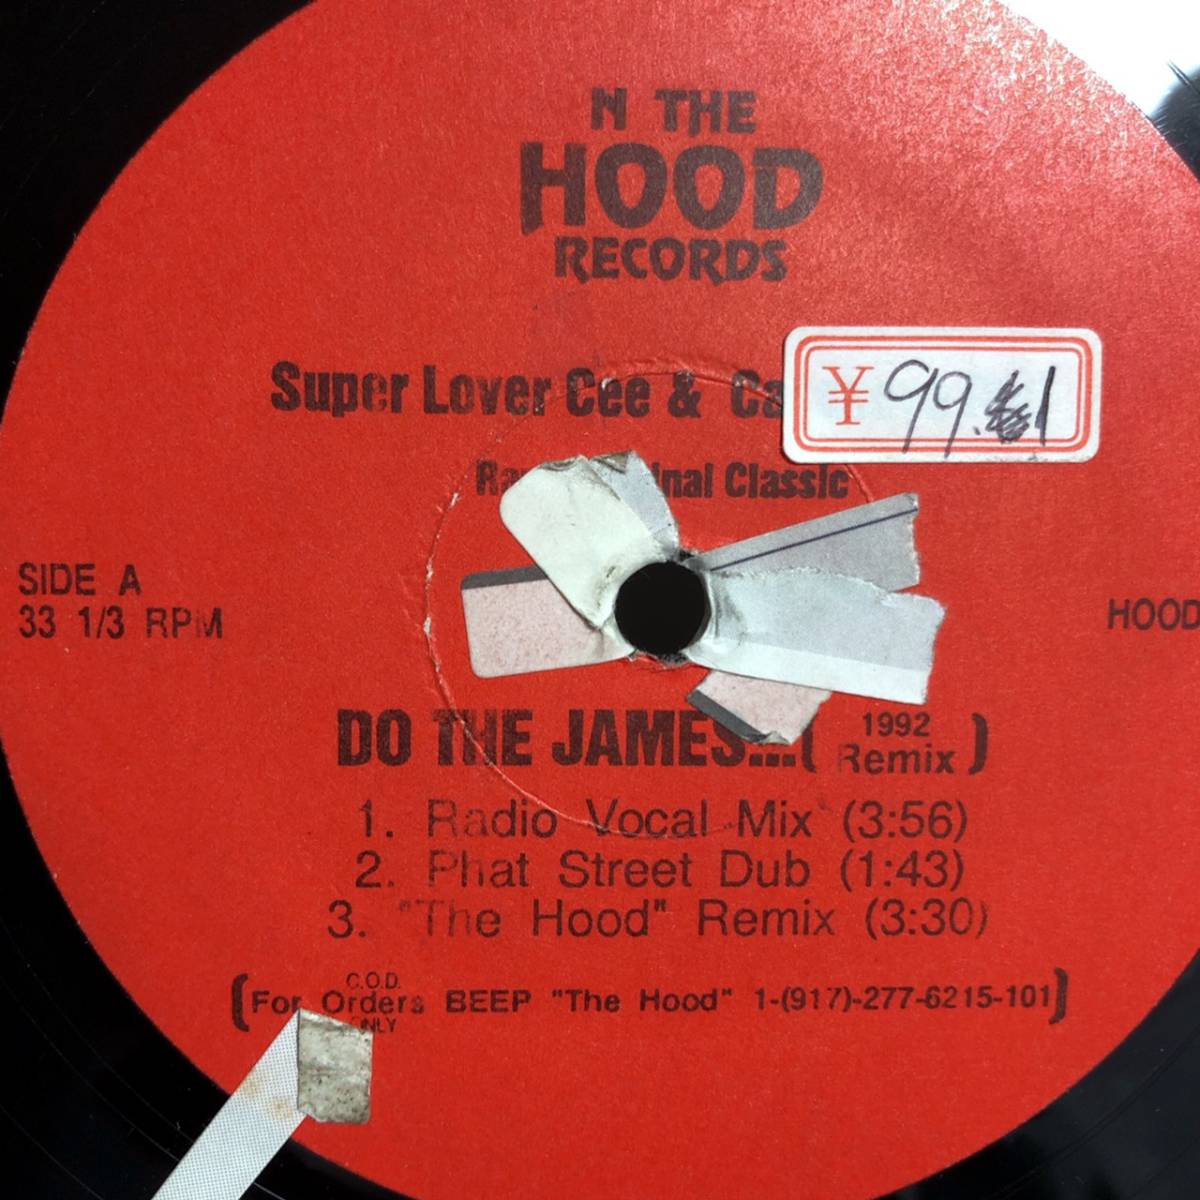 N THE
HOOD
RECORDS
Super Lover Cee &
¥ 99.
Classic
SIDE A
33 1/3 RPM
HOOD
DO THE JAMES....( 1992 Remix )
1. Radio Vocal Mix (3:56)
2. Phat Street Dub (1:43)
3. "The Hood" Remix (3:30)
C.O.D.
(For Orders BEEP "The Hood" 1-(917)-277-6215-101)
ONLY